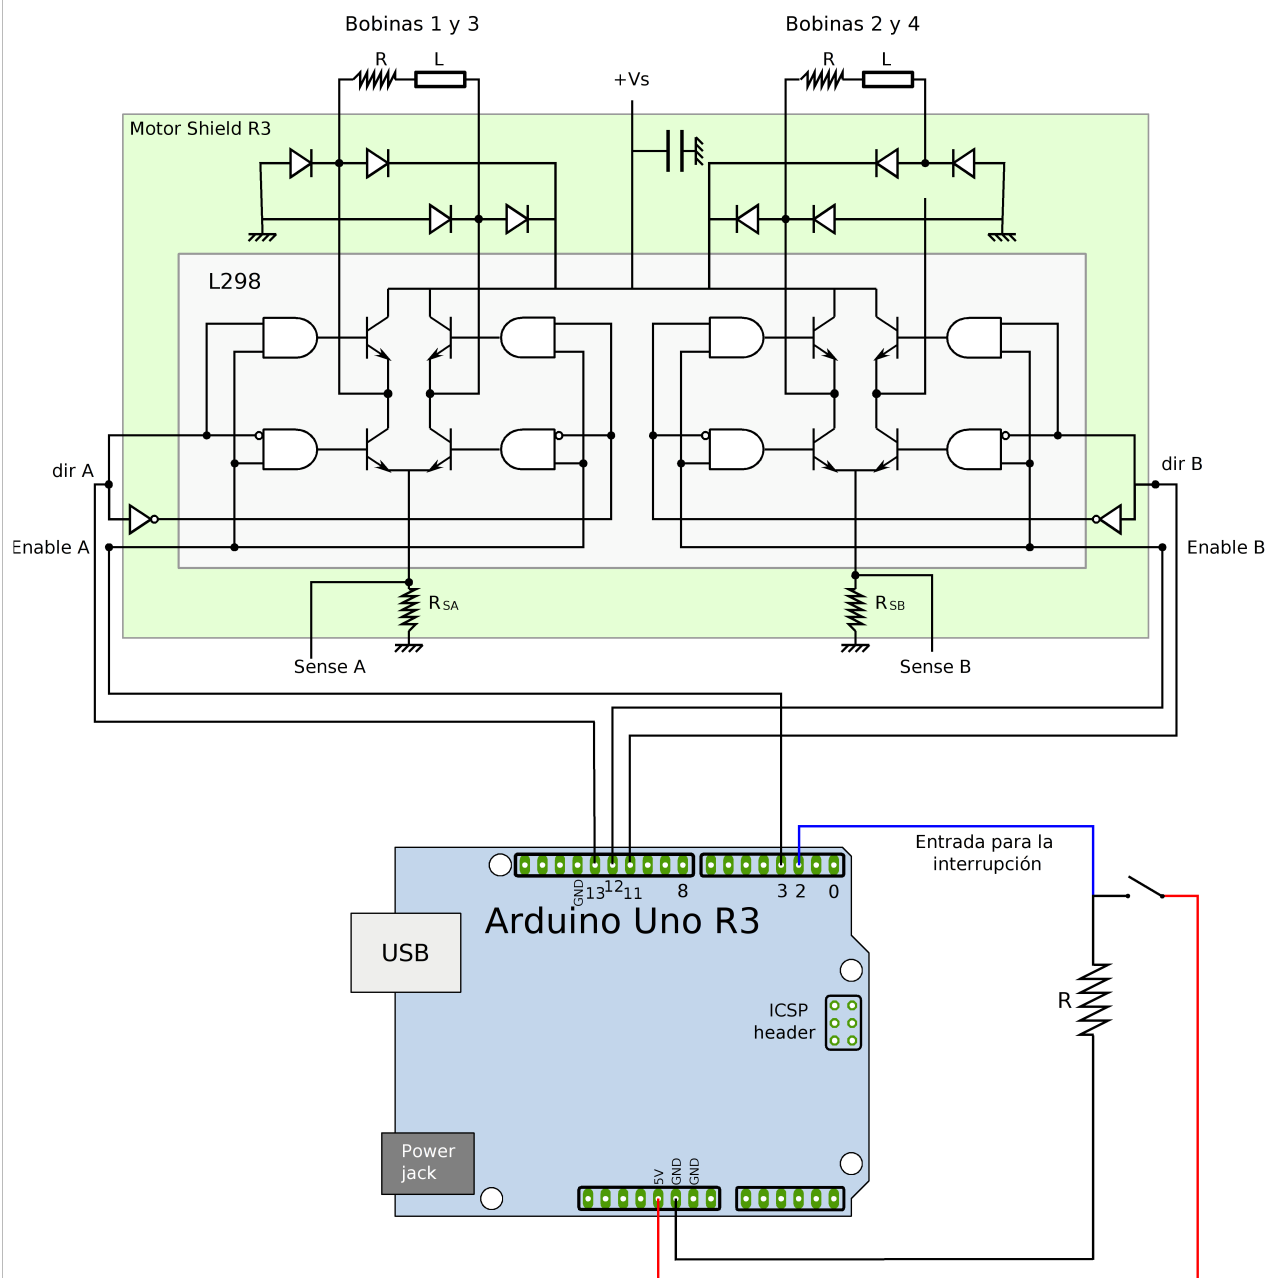 Bobinas 1 y 3
Bobinas 2 y 4
R
L
R
L
+Vs
Motor Shield R3
L298
dir A
dir B
Enable A
Enable B
RSA
RSB
Sense A
Sense B
Entrada para la
interrupción
GND
13
12
11
8
3
2
0
Arduino Uno R3
USB
R
ICSP
header
Power
jack
5V
GND
GND